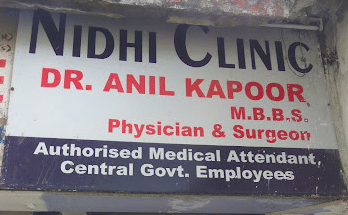 NIDHI CLINIC
DR. ANIL KAPOOR
M.B.B.S.
Physician & Surgeon
Authorised Medical Attendant,
Central Govt. Employees